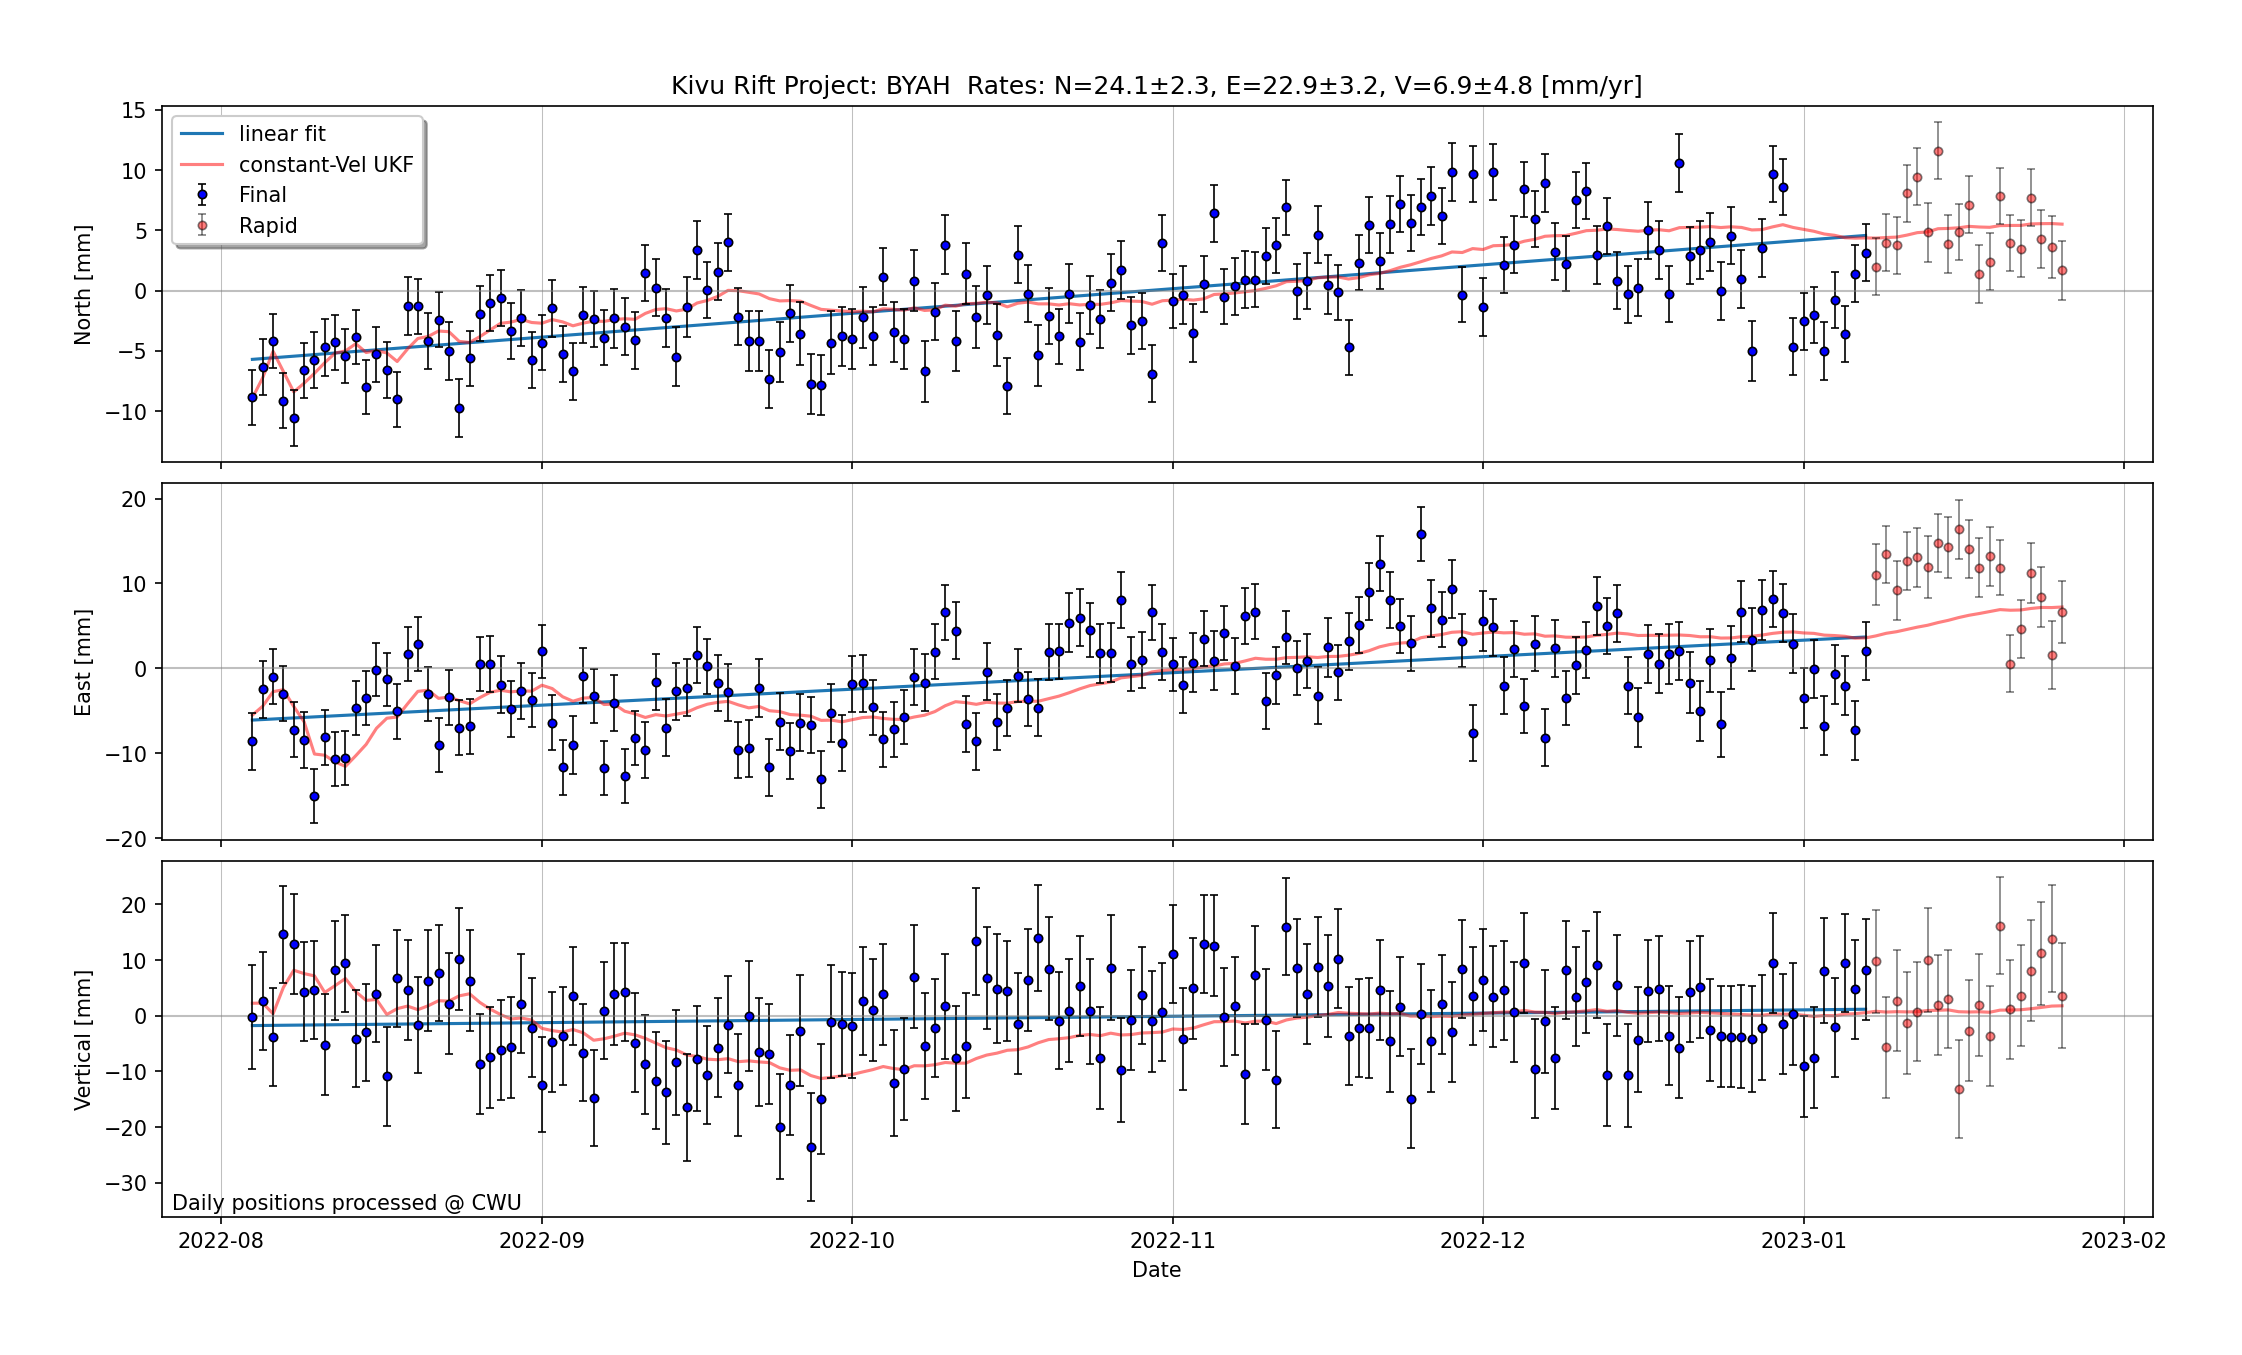 Kivu Rift Project: BYAH  Rates: N=24.1±2.3, E=22.9±3.2, V=6.9±4.8 [mm/yr]
linear fit
constant-Vel UKF
Final
Rapid
North [mm]
15
10
5
0
−5
−10
East [mm]
20
10
0
−10
−20
Vertical [mm]
20
10
0
−10
−20
−30
Daily positions processed @ CWU
2022-08 2022-09 2022-10 2022-11 2022-12 2023-01 2023-02
Date